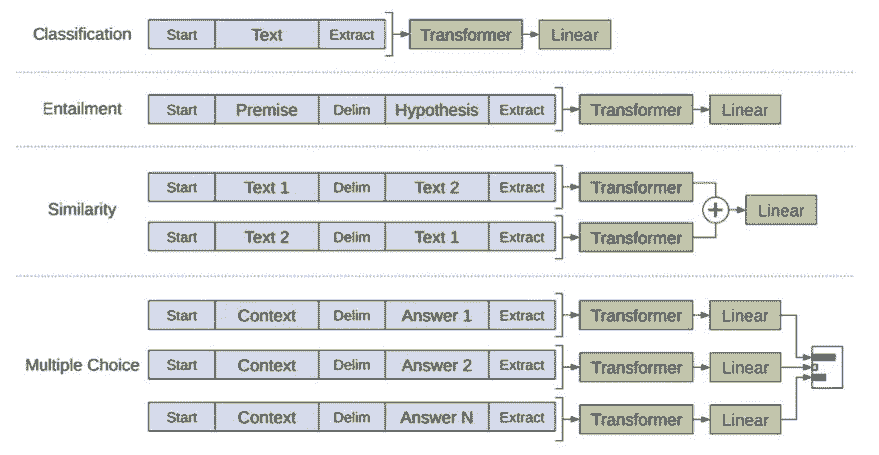 Classification Start Text Extract Transformer Linear
Entailment Start Premise Delim Hypothesis Extract Transformer Linear
Similarity
Start Text 1 Delim Text 2 Extract Transformer
+ Linear
Start Text 2 Delim Text 1 Extract Transformer
Multiple Choice
Start Context Delim Answer 1 Extract Transformer Linear
Start Context Delim Answer 2 Extract Transformer Linear
Start Context Delim Answer N Extract Transformer Linear